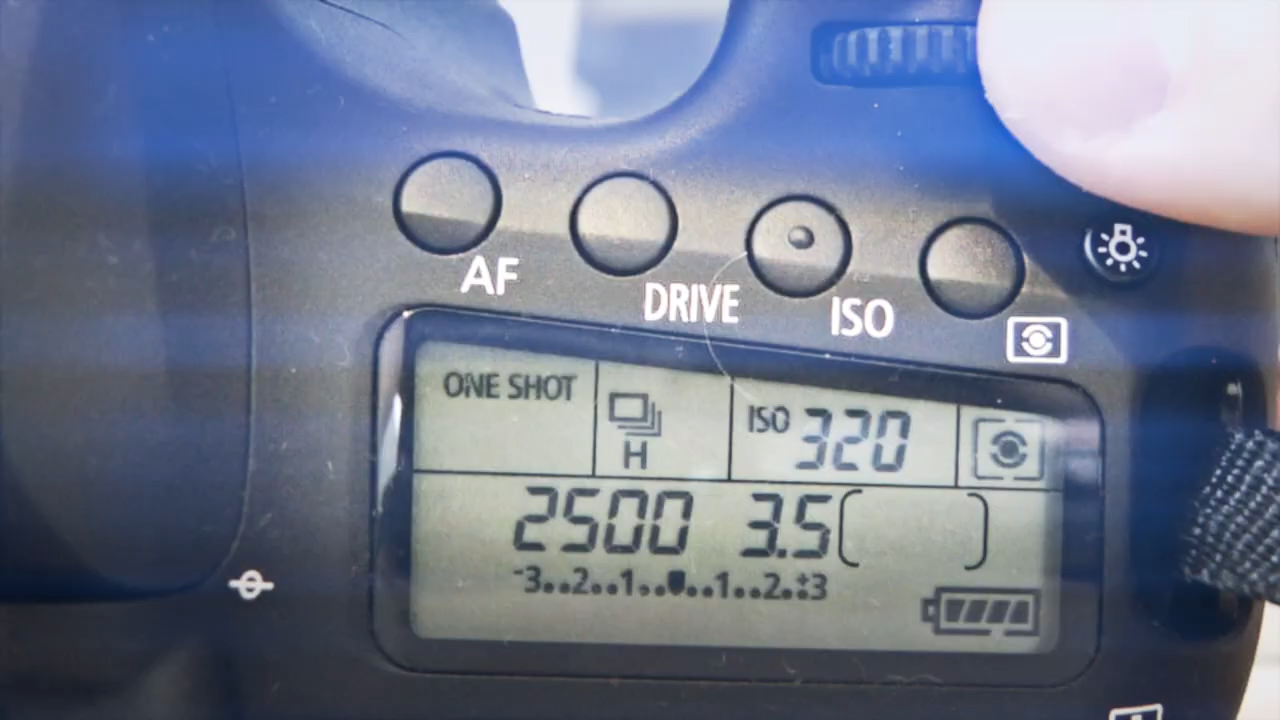 AF
DRIVE
ISO
ONE SHOT
H
ISO 320
2500 3.5
-3..2..1..0..1..2..+3